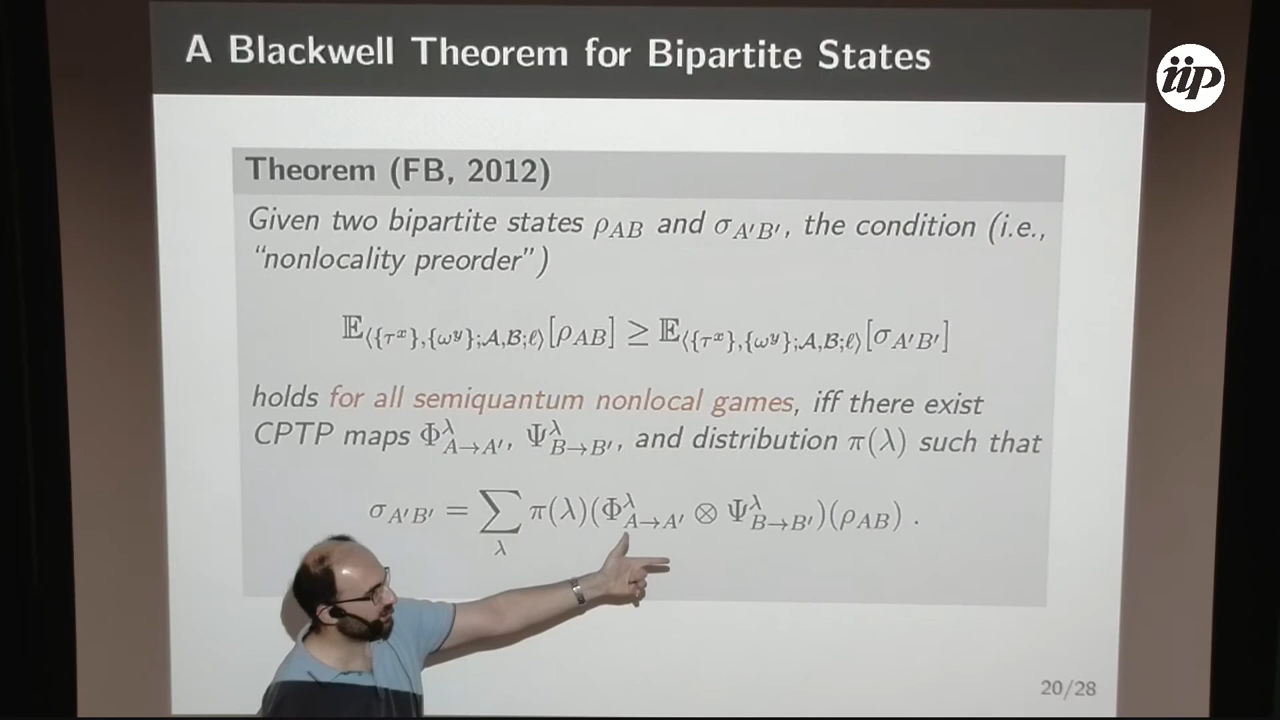 A Blackwell Theorem for Bipartite States
iip
Theorem (FB, 2012)
Given two bipartite states ρ_{AB} and σ_{A′B′}, the condition (i.e.,
“nonlocality preorder”)
𝔼_{⟨{τ^x},{ω^y};𝒜,ℬ;ℓ⟩}[ρ_{AB}] ≥ 𝔼_{⟨{τ^x},{ω^y};𝒜,ℬ;ℓ⟩}[σ_{A′B′}]
holds for all semiquantum nonlocal games, iff there exist
CPTP maps Φ^λ_{A→A′}, Ψ^λ_{B→B′}, and distribution π(λ) such that
σ_{A′B′} = ∑_λ π(λ)(Φ^λ_{A→A′} ⊗ Ψ^λ_{B→B′})(ρ_{AB}) .
20/28